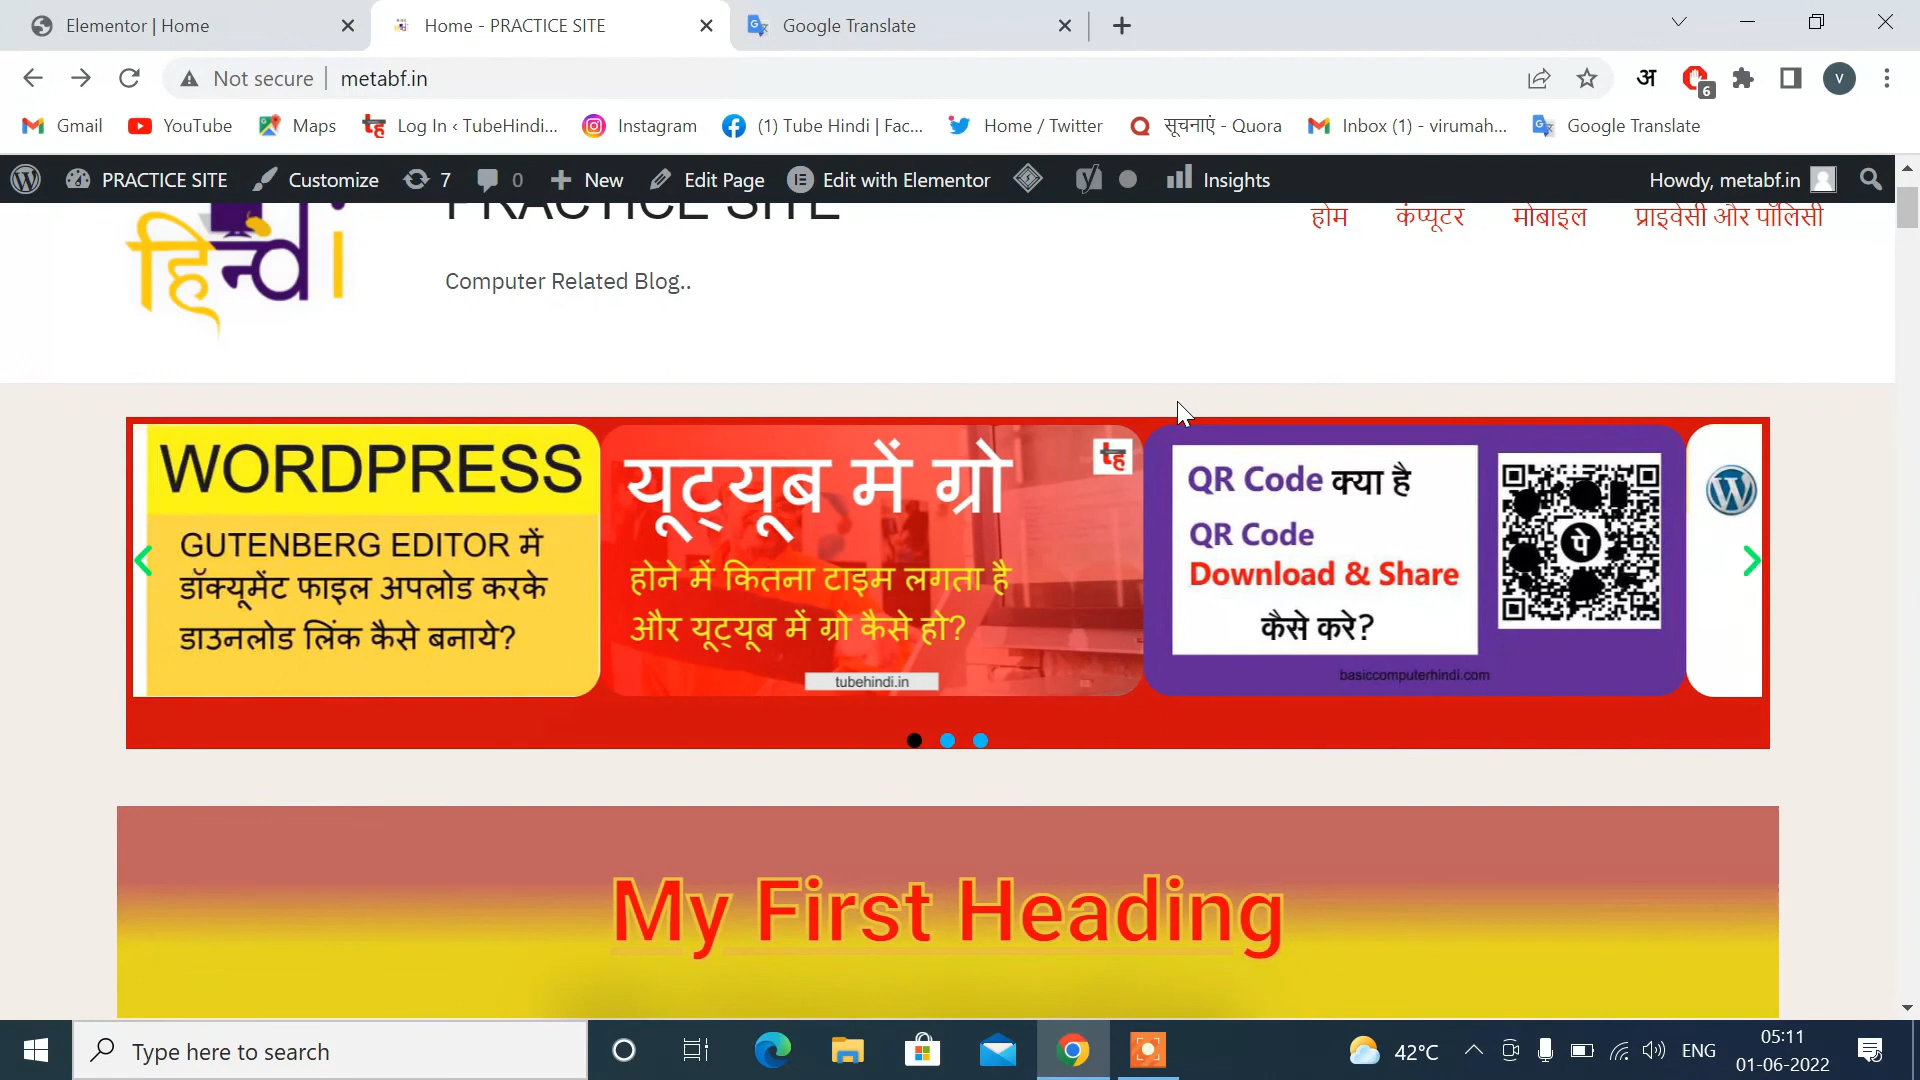 Elementor | Home
Home - PRACTICE SITE
Google Translate
Not secure
metabf.in
अ
6
v
Gmail
YouTube
Maps
Log In ‹ TubeHindi...
Instagram
(1) Tube Hindi | Fac...
Home / Twitter
सूचनाएं - Quora
Inbox (1) - virumah...
Google Translate
PRACTICE SITE
Customize
7
0
New
Edit Page
Edit with Elementor
Insights
Howdy, metabf.in
हिन्दी
PRACTICE SITE
होम
कंप्यूटर
मोबाइल
प्राइवेसी और पॉलिसी
Computer Related Blog..
WORDPRESS
GUTENBERG EDITOR में
डॉक्यूमेंट फाइल अपलोड करके
डाउनलोड लिंक कैसे बनाये?
यूट्यूब में ग्रो
होने में कितना टाइम लगता है
और यूट्यूब में ग्रो कैसे हो?
tubehindi.in
QR Code क्या है
QR Code
Download & Share
कैसे करे?
पे
basiccomputerhindi.com
My First Heading
Type here to search
42°C
ENG
05:11
01-06-2022